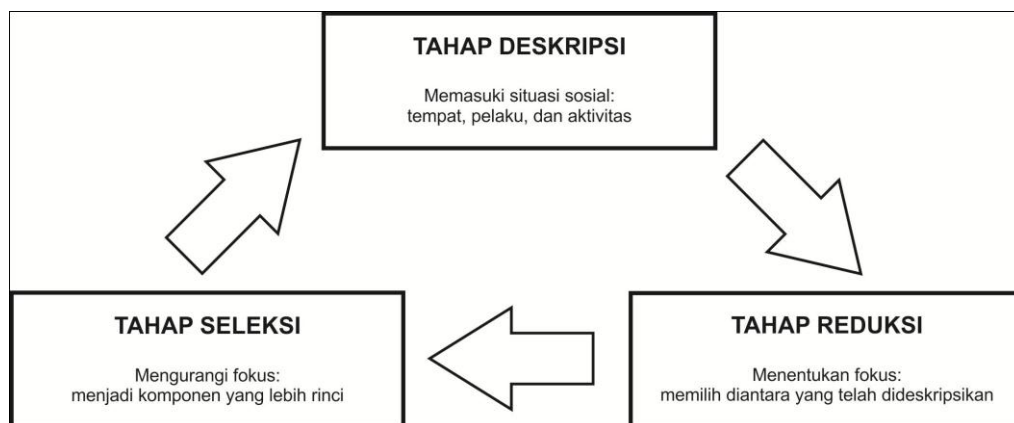 TAHAP DESKRIPSI
Memasuki situasi sosial:
tempat, pelaku, dan aktivitas
TAHAP SELEKSI
Mengurangi fokus:
menjadi komponen yang lebih rinci
TAHAP REDUKSI
Menentukan fokus:
memilih diantara yang telah dideskripsikan